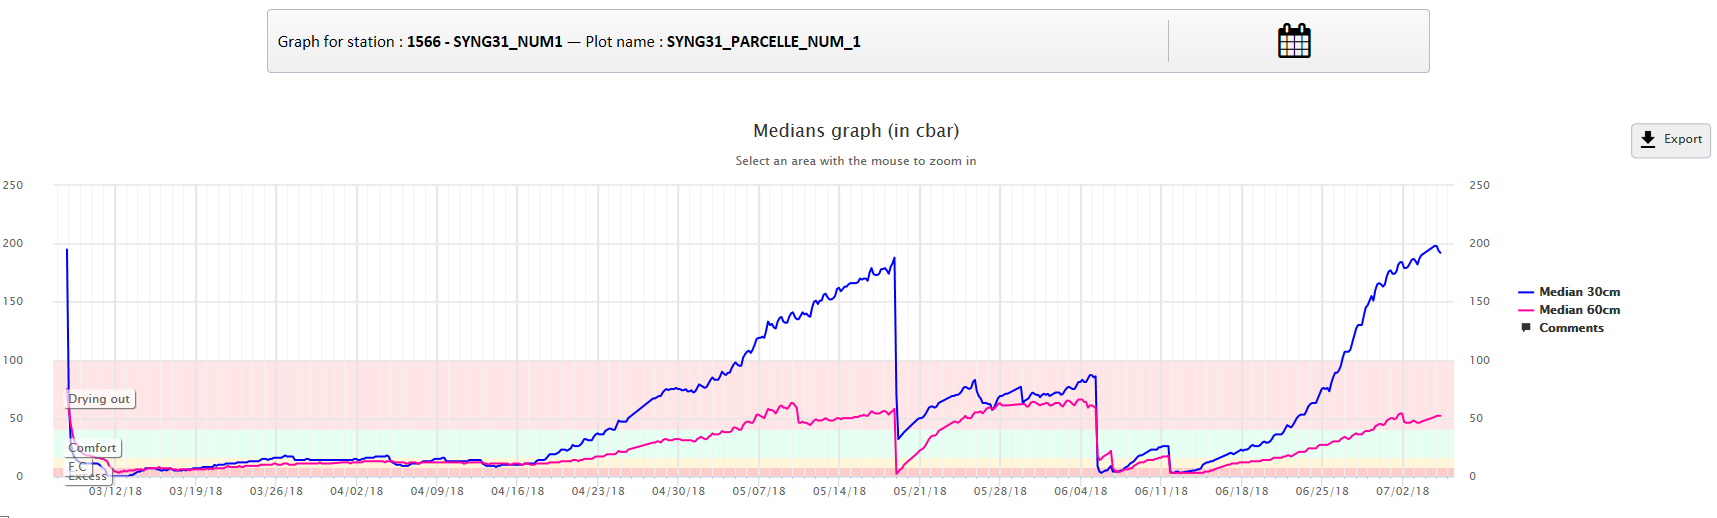 Graph for station : 1566 - SYNG31_NUM1 — Plot name : SYNG31_PARCELLE_NUM_1
Medians graph (in cbar)
Export
Select an area with the mouse to zoom in
250
250
200
200
150
150
100
100
50
50
0
0
Drying out
Comfort
F.C
Excess
Median 30cm
Median 60cm
Comments
03/12/18 03/19/18 03/26/18 04/02/18 04/09/18 04/16/18 04/23/18 04/30/18 05/07/18 05/14/18 05/21/18 05/28/18 06/04/18 06/11/18 06/18/18 06/25/18 07/02/18